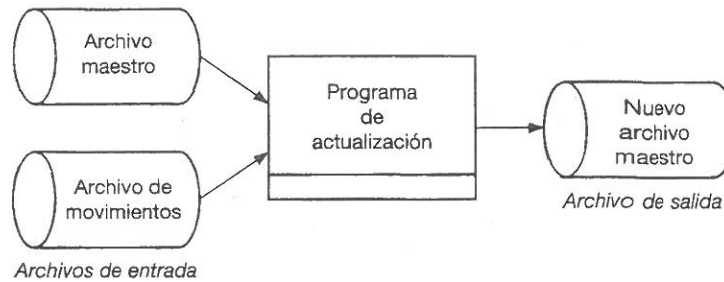 Archivo
maestro
Archivo de
movimientos
Archivos de entrada
Programa
de
actualización
Nuevo
archivo
maestro
Archivo de salida